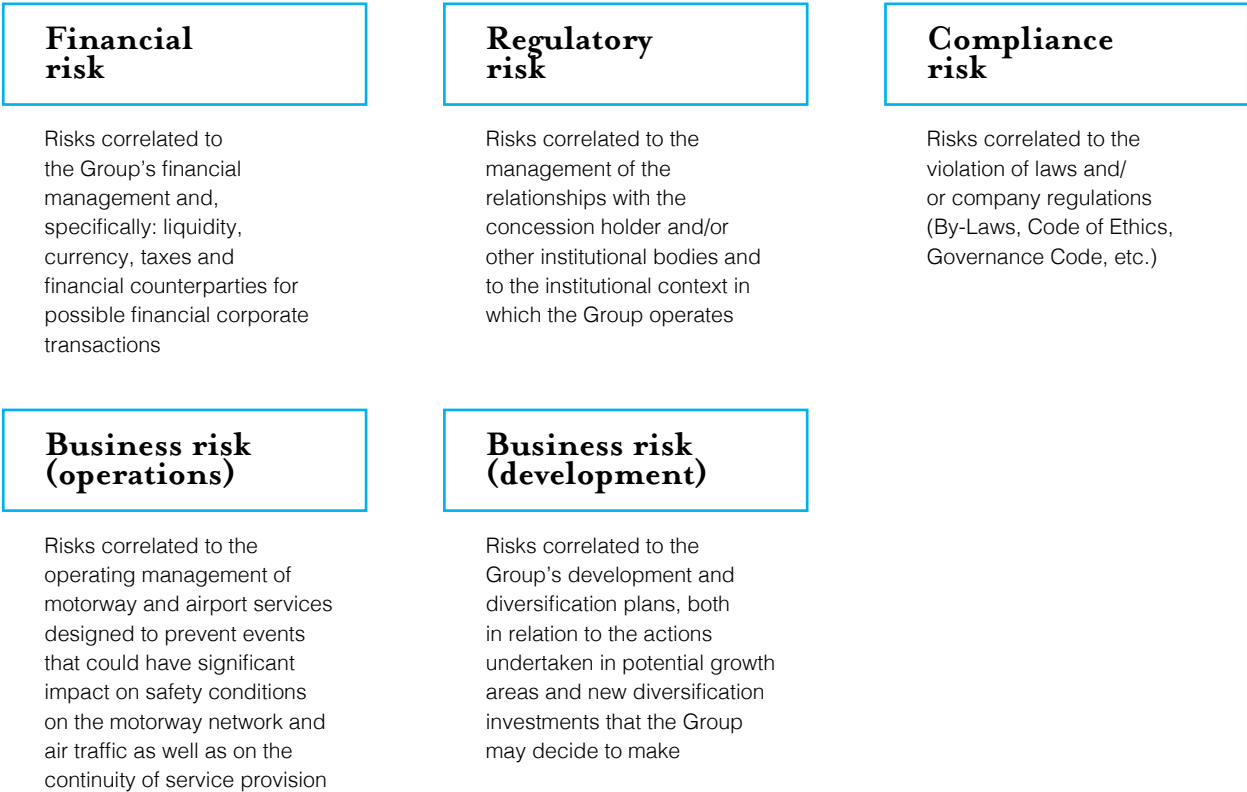 Financial
risk
Risks correlated to
the Group’s financial
management and,
specifically: liquidity,
currency, taxes and
financial counterparties for
possible financial corporate
transactions
Regulatory
risk
Risks correlated to the
management of the
relationships with the
concession holder and/or
other institutional bodies and
to the institutional context in
which the Group operates
Compliance
risk
Risks correlated to the
violation of laws and/
or company regulations
(By-Laws, Code of Ethics,
Governance Code, etc.)
Business risk
(operations)
Risks correlated to the
operating management of
motorway and airport services
designed to prevent events
that could have significant
impact on safety conditions
on the motorway network and
air traffic as well as on the
continuity of service provision
Business risk
(development)
Risks correlated to the
Group’s development and
diversification plans, both
in relation to the actions
undertaken in potential growth
areas and new diversification
investments that the Group
may decide to make